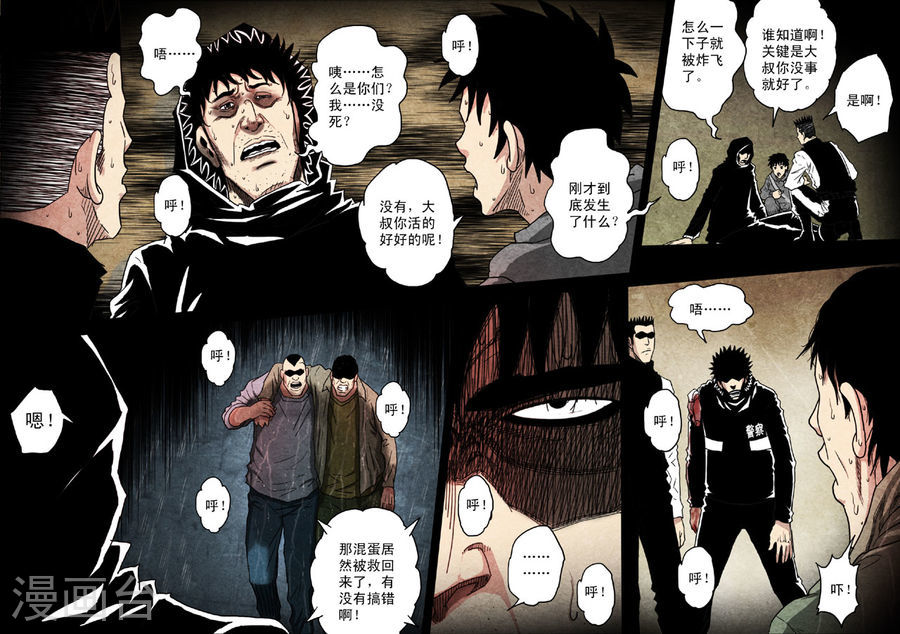 唔……
咦……怎
么是你们？
我……没
死？
呼！
呼！
没有，大
叔你活的
好好的呢！
刚才到
底发生
了什么？
怎么一
下子就
被炸飞
了。
谁知道啊！
关键是大
叔你没事
就好了。
是啊！
呼！
嗯！
呼！
呼！
呼！
那混蛋居
然被救回
来了，有
没有搞错
啊！
呼！
……
呼！
唔……
呼！
警察
呼！
吓！
漫画台